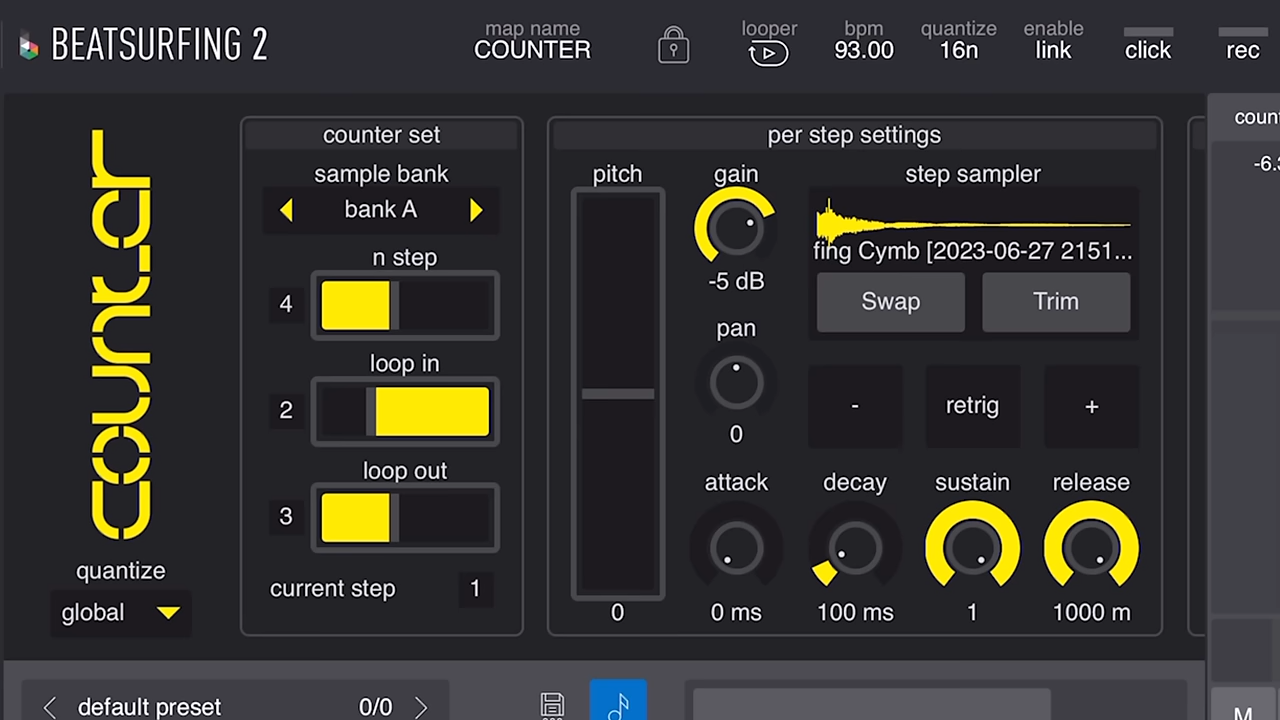 BEATSURFING 2
map name
COUNTER
looper
bpm
93.00
quantize
16n
enable
link
click
rec
counter
counter set
sample bank
bank A
n step
4
loop in
2
loop out
3
current step
1
quantize
global
per step settings
pitch
0
gain
-5 dB
pan
0
step sampler
fing Cymb [2023-06-27 2151...
Swap
Trim
-
retrig
+
attack
0 ms
decay
100 ms
sustain
1
release
1000 m
coun
-6.
default preset
0/0
M